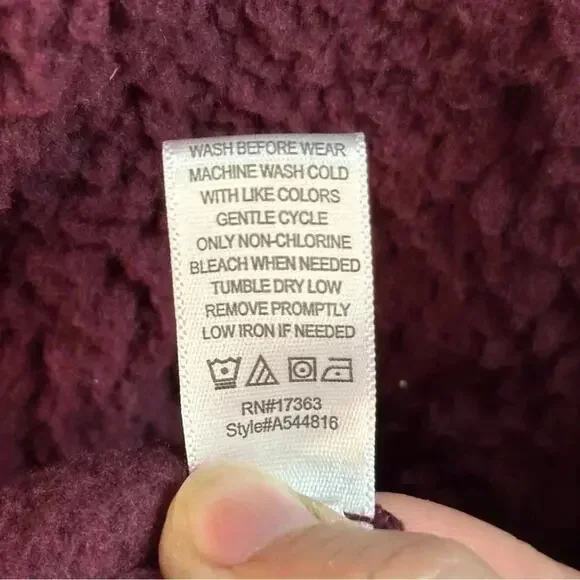 WASH BEFORE WEAR
MACHINE WASH COLD
WITH LIKE COLORS
GENTLE CYCLE
ONLY NON-CHLORINE
BLEACH WHEN NEEDED
TUMBLE DRY LOW
REMOVE PROMPTLY
LOW IRON IF NEEDED
RN#17363
Style#A544816